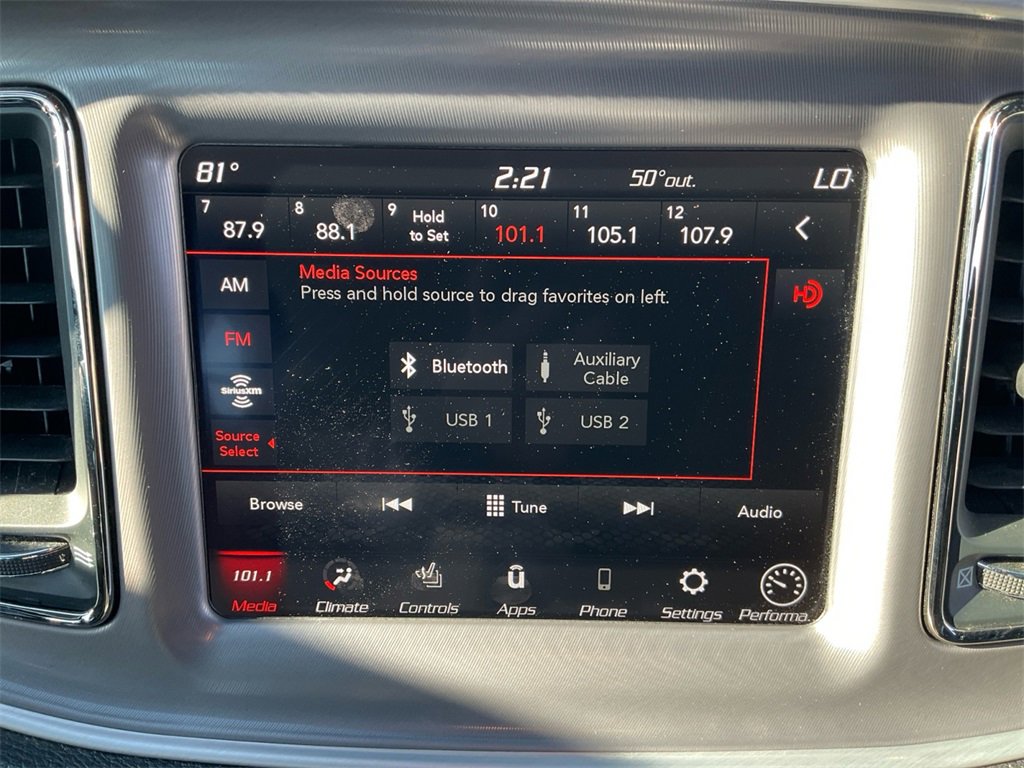 81° 2:21 50°out. LO
7 8 9 10 11 12
87.9 88.1 Hold to Set 101.1 105.1 107.9
AM
Media Sources
Press and hold source to drag favorites on left.
HD
FM
Bluetooth
Auxiliary
Cable
SiriusXM
USB 1
USB 2
Source
Select
Browse
Tune
Audio
101.1
Media
Climate
Controls
Apps
Phone
Settings
Performa.